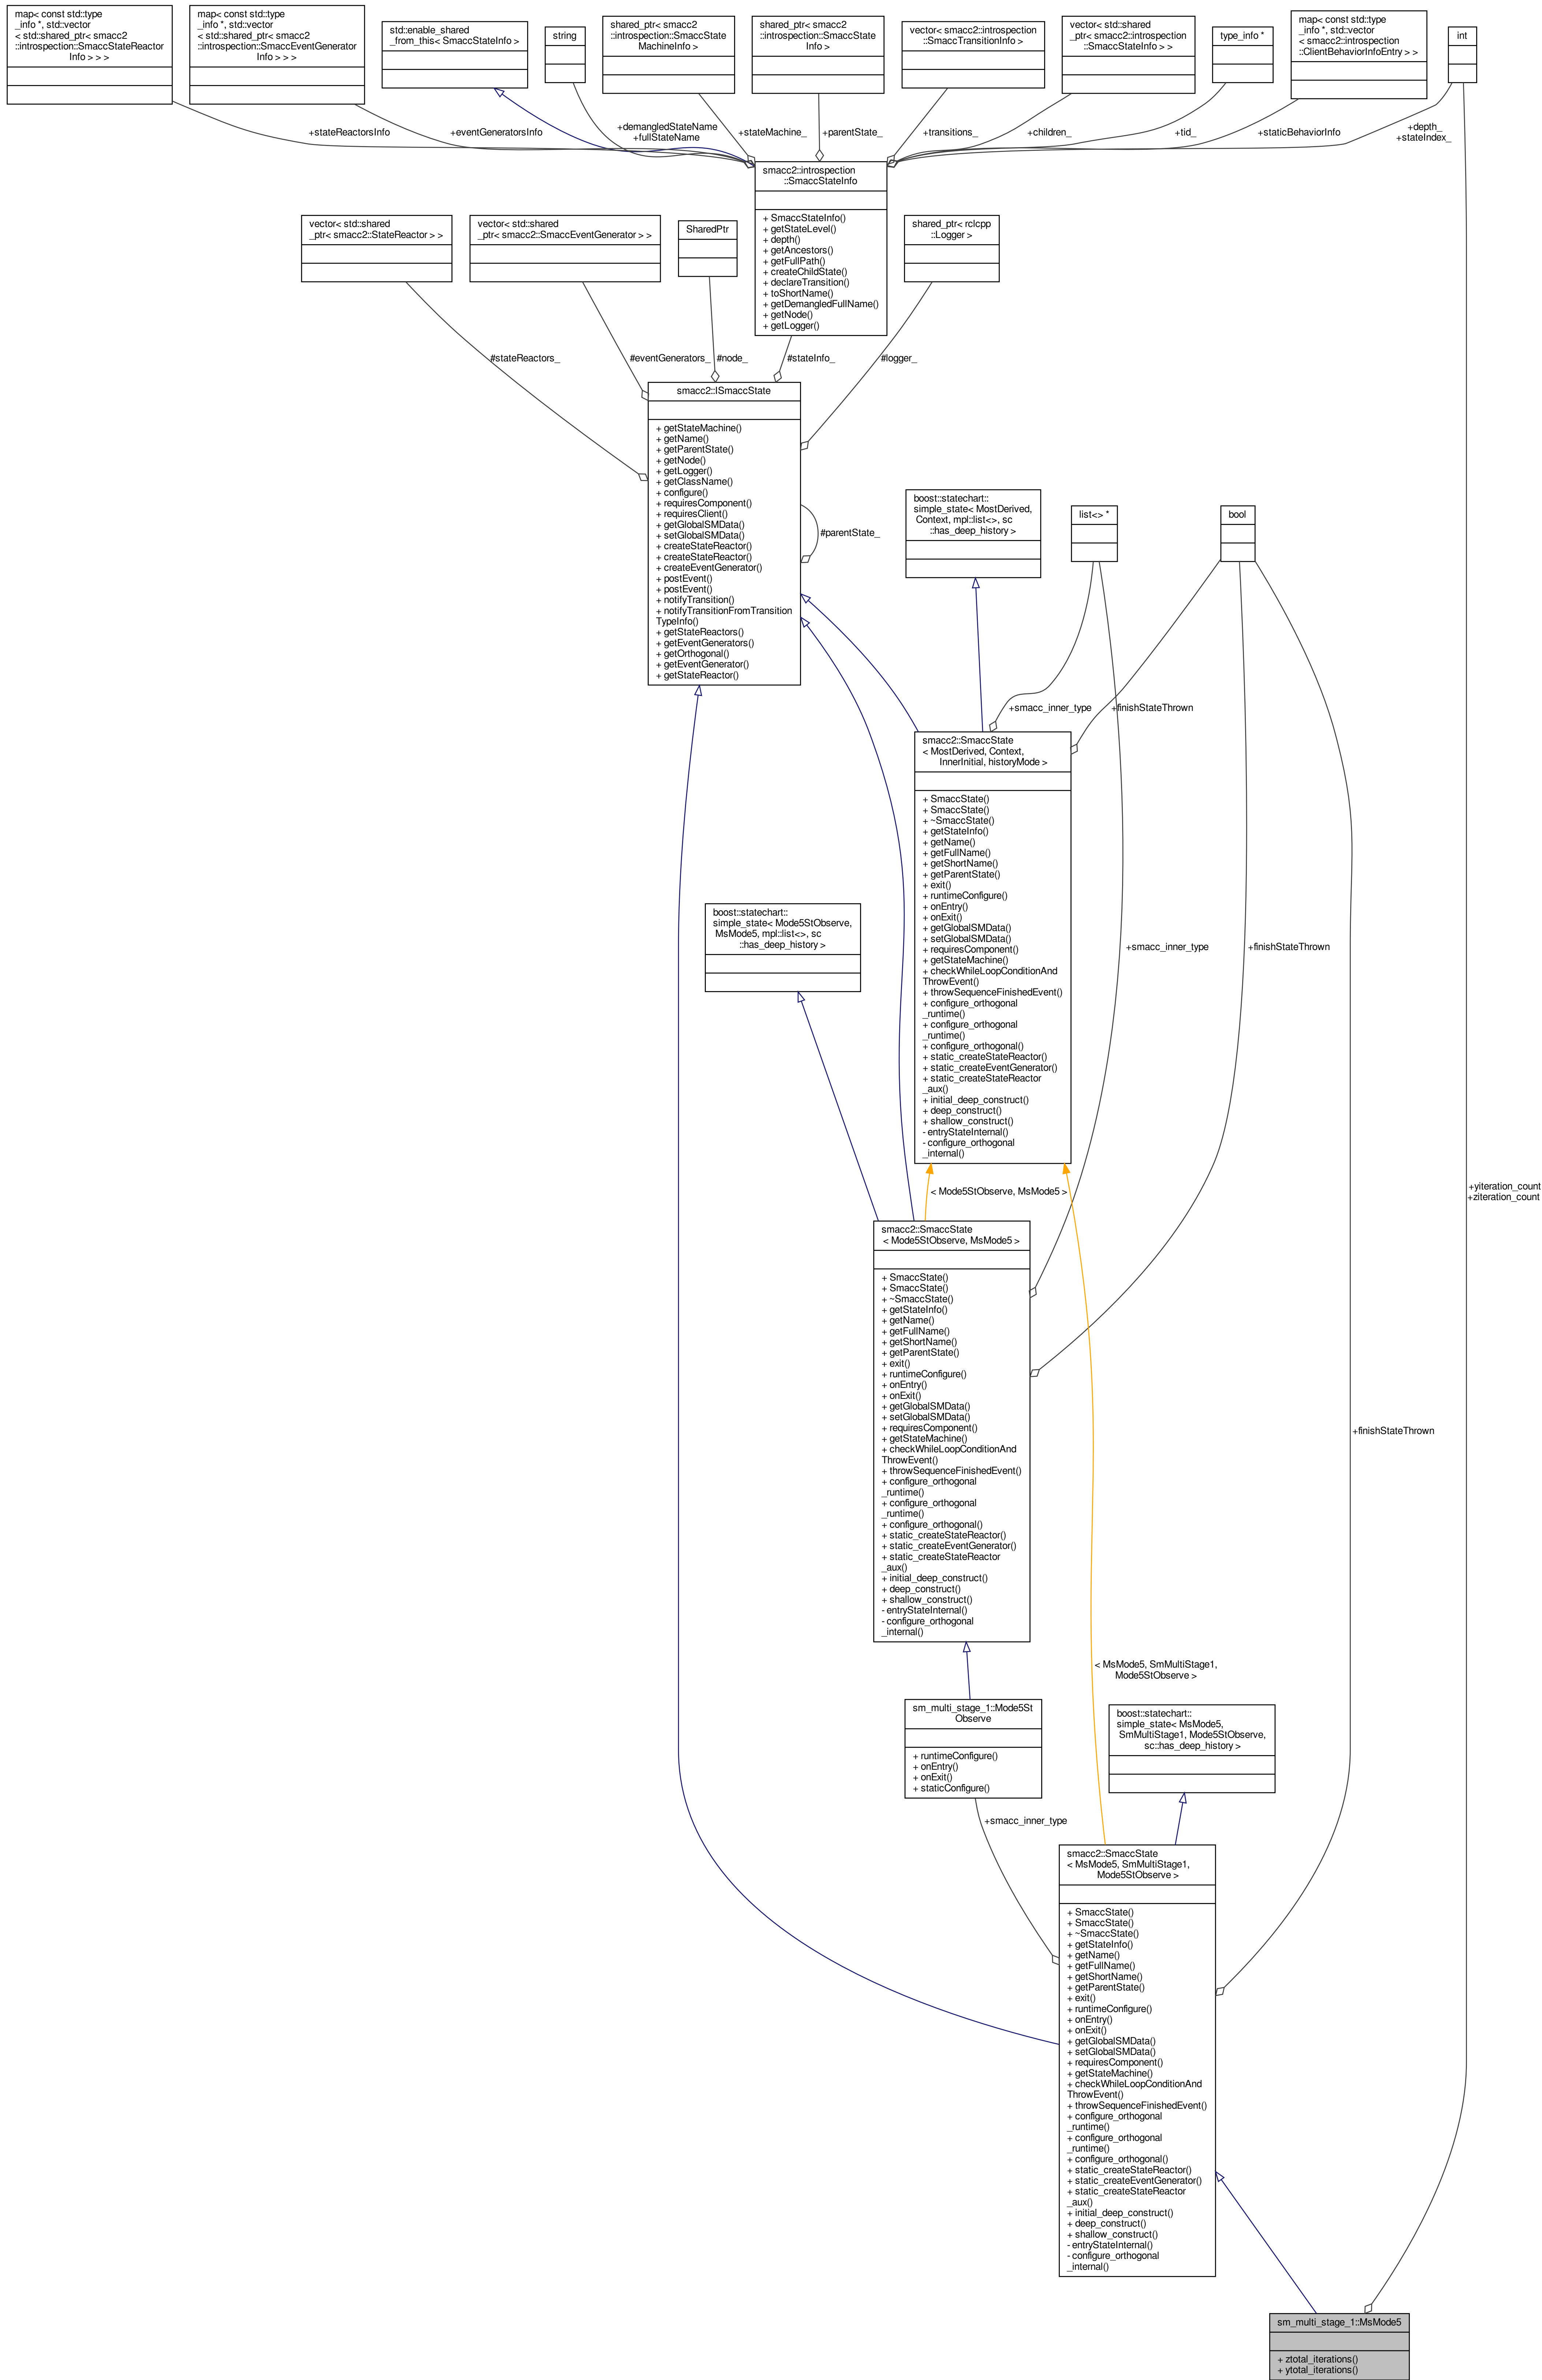 map< const std::type
_info *, std::vector
< std::shared_ptr< smacc2
::introspection::SmaccStateReactor
Info > > >
map< const std::type
_info *, std::vector
< std::shared_ptr< smacc2
::introspection::SmaccEventGenerator
Info > > >
std::enable_shared
_from_this< SmaccStateInfo >
string
shared_ptr< smacc2
::introspection::SmaccState
MachineInfo >
shared_ptr< smacc2
::introspection::SmaccState
Info >
vector< smacc2::introspection
::SmaccTransitionInfo >
vector< std::shared
_ptr< smacc2::introspection
::SmaccStateInfo > >
type_info *
map< const std::type
_info *, std::vector
< smacc2::introspection
::ClientBehaviorInfoEntry > >
int
+stateReactorsInfo
+eventGeneratorsInfo
+demangledStateName
+fullStateName
+stateMachine_
+parentState_
+transitions_
+children_
+tid_
+staticBehaviorInfo
+depth_
+stateIndex_
smacc2::introspection
::SmaccStateInfo
+ SmaccStateInfo()
+ getStateLevel()
+ depth()
+ getAncestors()
+ getFullPath()
+ createChildState()
+ declareTransition()
+ toShortName()
+ getDemangledFullName()
+ getNode()
+ getLogger()
vector< std::shared
_ptr< smacc2::StateReactor > >
vector< std::shared
_ptr< smacc2::SmaccEventGenerator > >
SharedPtr
shared_ptr< rclcpp
::Logger >
#stateReactors_
#eventGenerators_
#node_
#stateInfo_
#logger_
smacc2::ISmaccState
+ getStateMachine()
+ getName()
+ getParentState()
+ getNode()
+ getLogger()
+ getClassName()
+ configure()
+ requiresComponent()
+ requiresClient()
+ getGlobalSMData()
+ setGlobalSMData()
+ createStateReactor()
+ createStateReactor()
+ createEventGenerator()
+ postEvent()
+ postEvent()
+ notifyTransition()
+ notifyTransitionFromTransition
TypeInfo()
+ getStateReactors()
+ getEventGenerators()
+ getOrthogonal()
+ getEventGenerator()
+ getStateReactor()
#parentState_
boost::statechart::
simple_state< MostDerived,
Context, mpl::list<>, sc
::has_deep_history >
list<> *
bool
+smacc_inner_type
+finishStateThrown
smacc2::SmaccState
< MostDerived, Context,
InnerInitial, historyMode >
+ SmaccState()
+ SmaccState()
+ ~SmaccState()
+ getStateInfo()
+ getName()
+ getFullName()
+ getShortName()
+ getParentState()
+ exit()
+ runtimeConfigure()
+ onEntry()
+ onExit()
+ getGlobalSMData()
+ setGlobalSMData()
+ requiresComponent()
+ getStateMachine()
+ checkWhileLoopConditionAnd
ThrowEvent()
+ throwSequenceFinishedEvent()
+ configure_orthogonal
_runtime()
+ configure_orthogonal
_runtime()
+ configure_orthogonal()
+ static_createStateReactor()
+ static_createEventGenerator()
+ static_createStateReactor
_aux()
+ initial_deep_construct()
+ deep_construct()
+ shallow_construct()
- entryStateInternal()
- configure_orthogonal
_internal()
boost::statechart::
simple_state< Mode5StObserve,
MsMode5, mpl::list<>, sc
::has_deep_history >
+smacc_inner_type
+finishStateThrown
< Mode5StObserve, MsMode5 >
+yiteration_count
+ziteration_count
smacc2::SmaccState
< Mode5StObserve, MsMode5 >
+ SmaccState()
+ SmaccState()
+ ~SmaccState()
+ getStateInfo()
+ getName()
+ getFullName()
+ getShortName()
+ getParentState()
+ exit()
+ runtimeConfigure()
+ onEntry()
+ onExit()
+ getGlobalSMData()
+ setGlobalSMData()
+ requiresComponent()
+ getStateMachine()
+ checkWhileLoopConditionAnd
ThrowEvent()
+ throwSequenceFinishedEvent()
+ configure_orthogonal
_runtime()
+ configure_orthogonal
_runtime()
+ configure_orthogonal()
+ static_createStateReactor()
+ static_createEventGenerator()
+ static_createStateReactor
_aux()
+ initial_deep_construct()
+ deep_construct()
+ shallow_construct()
- entryStateInternal()
- configure_orthogonal
_internal()
+finishStateThrown
< MsMode5, SmMultiStage1,
Mode5StObserve >
sm_multi_stage_1::Mode5St
Observe
+ runtimeConfigure()
+ onEntry()
+ onExit()
+ staticConfigure()
boost::statechart::
simple_state< MsMode5,
SmMultiStage1, Mode5StObserve,
sc::has_deep_history >
+smacc_inner_type
smacc2::SmaccState
< MsMode5, SmMultiStage1,
Mode5StObserve >
+ SmaccState()
+ SmaccState()
+ ~SmaccState()
+ getStateInfo()
+ getName()
+ getFullName()
+ getShortName()
+ getParentState()
+ exit()
+ runtimeConfigure()
+ onEntry()
+ onExit()
+ getGlobalSMData()
+ setGlobalSMData()
+ requiresComponent()
+ getStateMachine()
+ checkWhileLoopConditionAnd
ThrowEvent()
+ throwSequenceFinishedEvent()
+ configure_orthogonal
_runtime()
+ configure_orthogonal
_runtime()
+ configure_orthogonal()
+ static_createStateReactor()
+ static_createEventGenerator()
+ static_createStateReactor
_aux()
+ initial_deep_construct()
+ deep_construct()
+ shallow_construct()
- entryStateInternal()
- configure_orthogonal
_internal()
sm_multi_stage_1::MsMode5
+ ztotal_iterations()
+ ytotal_iterations()